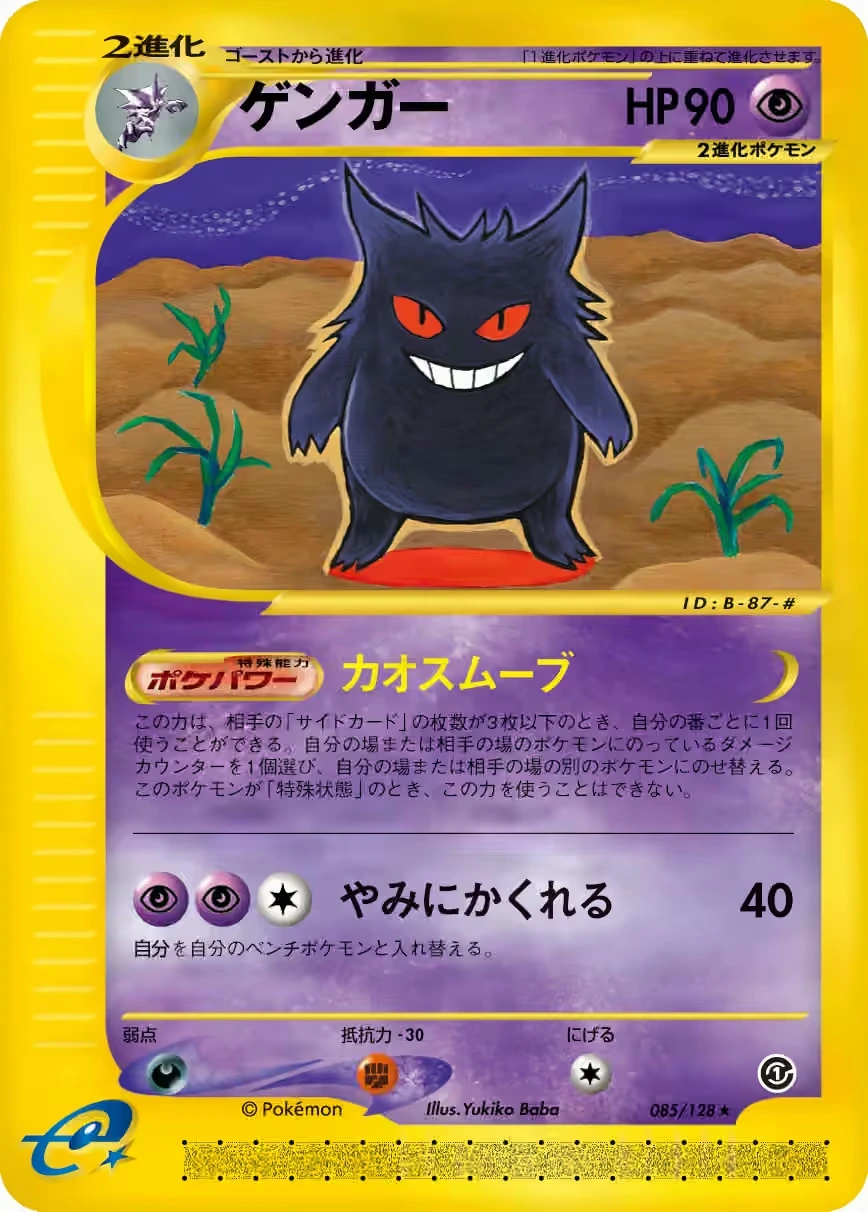 2進化
ゴーストから進化
「1進化ポケモン」の上に重ねて進化させます。
ゲンガー
HP90
2進化ポケモン
ID:B-87-#
特殊能力
ポケパワー
カオスムーブ
この力は、相手の「サイドカード」の枚数が3枚以下のとき、自分の番ごとに1回
使うことができる。自分の場または相手の場のポケモンにのっているダメージ
カウンターを1個選び、自分の場または相手の場の別のポケモンにのせ替える。
このポケモンが「特殊状態」のとき、この力を使うことはできない。
やみにかくれる
40
自分を自分のベンチポケモンと入れ替える。
弱点
抵抗力 -30
にげる
1
© Pokémon
Illus.Yukiko Baba
085/128★
e